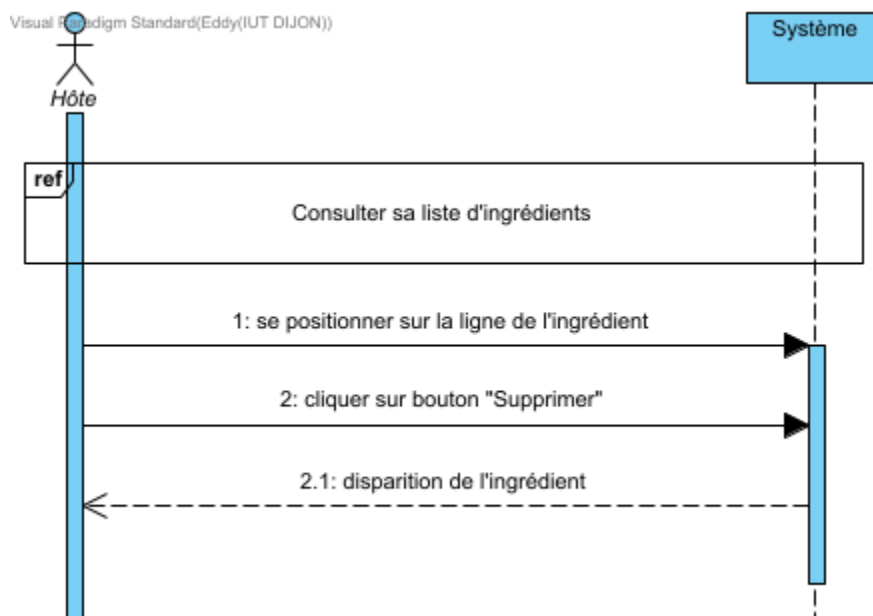 Visual Paradigm Standard(Eddy(IUT DIJON))
Système
Hôte
ref
Consulter sa liste d'ingrédients
1: se positionner sur la ligne de l'ingrédient
2: cliquer sur bouton "Supprimer"
2.1: disparition de l'ingrédient